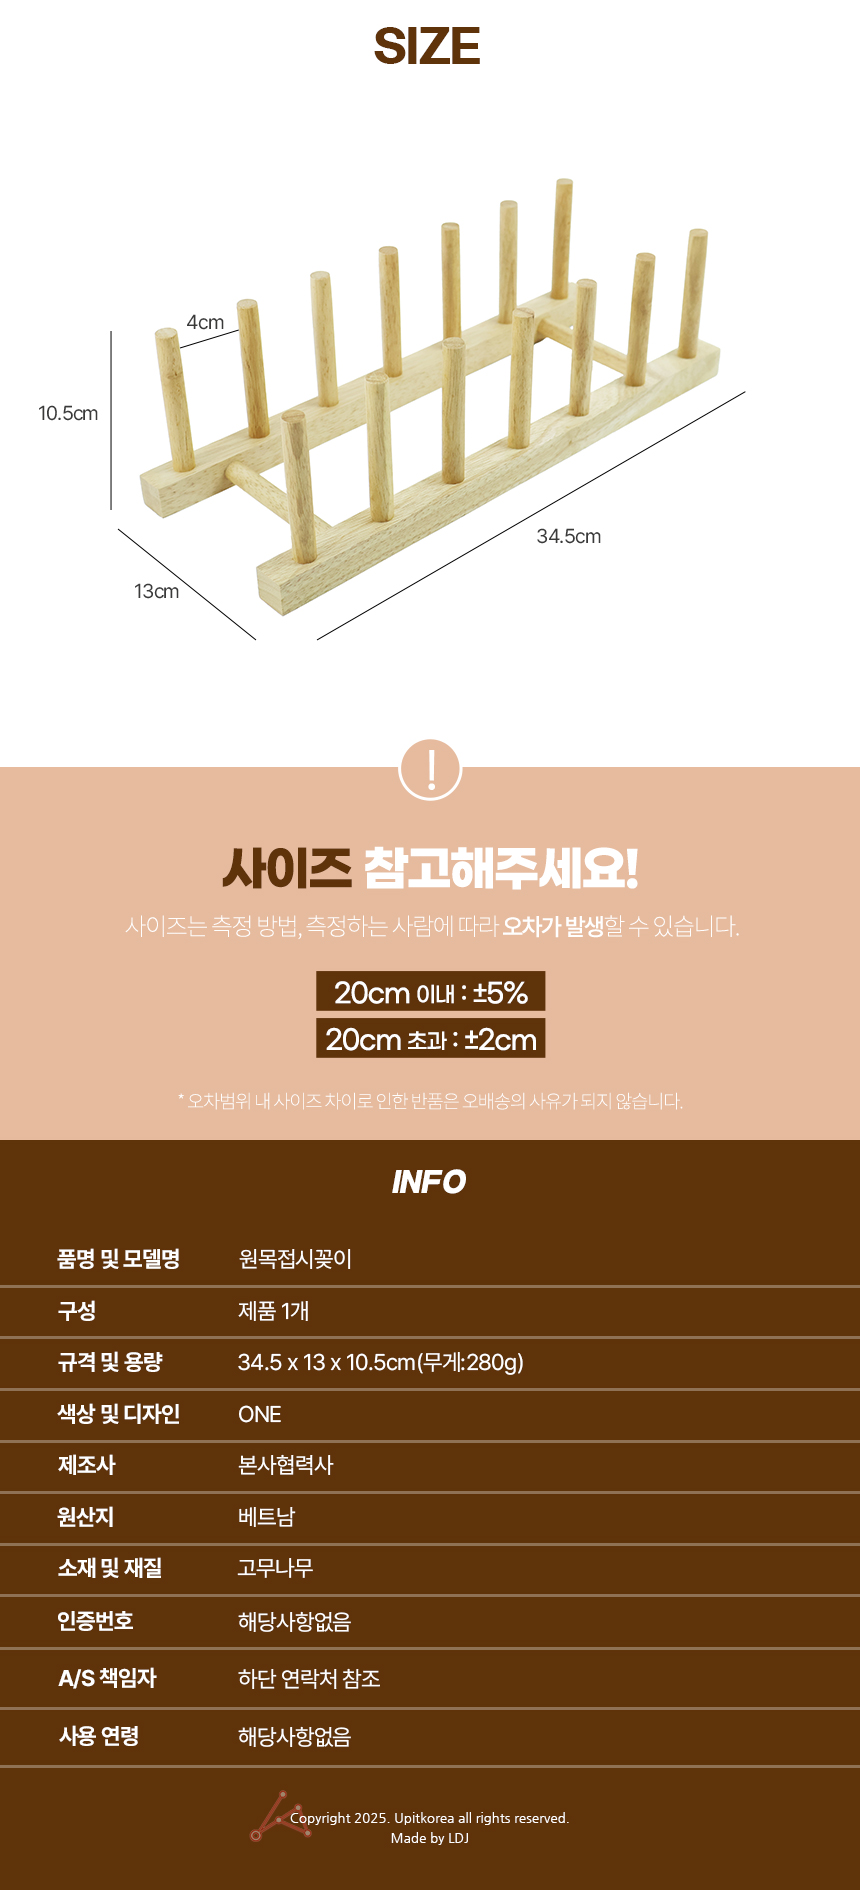 SIZE
4cm
10.5cm
34.5cm
13cm
!
사이즈 참고해주세요!
사이즈는 측정 방법, 측정하는 사람에 따라 오차가 발생할 수 있습니다.
20cm 이내 : ±5%
20cm 초과 : ±2cm
* 오차범위 내 사이즈 차이로 인한 반품은 오배송의 사유가 되지 않습니다.
INFO
품명 및 모델명 원목접시꽂이
구성 제품 1개
규격 및 용량 34.5 x 13 x 10.5cm(무게:280g)
색상 및 디자인 ONE
제조사 본사협력사
원산지 베트남
소재 및 재질 고무나무
인증번호 해당사항없음
A/S 책임자 하단 연락처 참조
사용 연령 해당사항없음
Copyright 2025. Upitkorea all rights reserved.
Made by LDJ